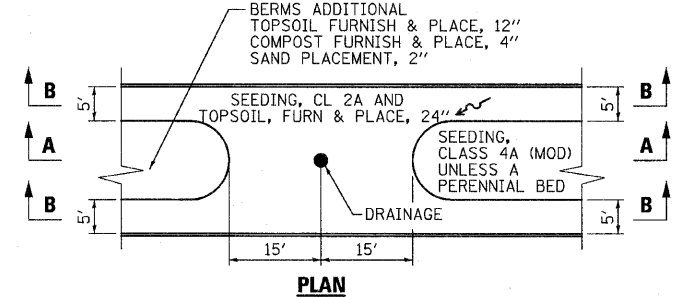 BERMS ADDITIONAL
TOPSOIL FURNISH & PLACE, 12"
COMPOST FURNISH & PLACE, 4"
SAND PLACEMENT, 2"
B
5'
SEEDING, CL 2A AND
TOPSOIL, FURN & PLACE, 24"
5'
B
A
SEEDING,
CLASS 4A (MOD)
UNLESS A
PERENNIAL BED
A
B
5'
DRAINAGE
5'
B
15'
15'
PLAN